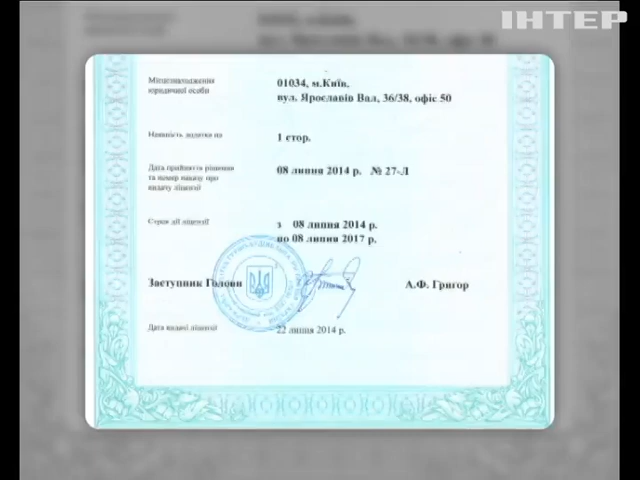 ІНТЕР
Місцезнаходження
юридичної особи
01034, м.Київ,
вул. Ярославів Вал, 36/38, офіс 50
Наявність додатка на
1 стор.
Дата прийняття рішення
та номер наказу про
видачу ліцензії
08 липня 2014 р. № 27-Л
Строк дії ліцензії
з 08 липня 2014 р.
по 08 липня 2017 р.
Заступник Голови
А.Ф. Григор
Дата видачі ліцензії
22 липня 2014 р.